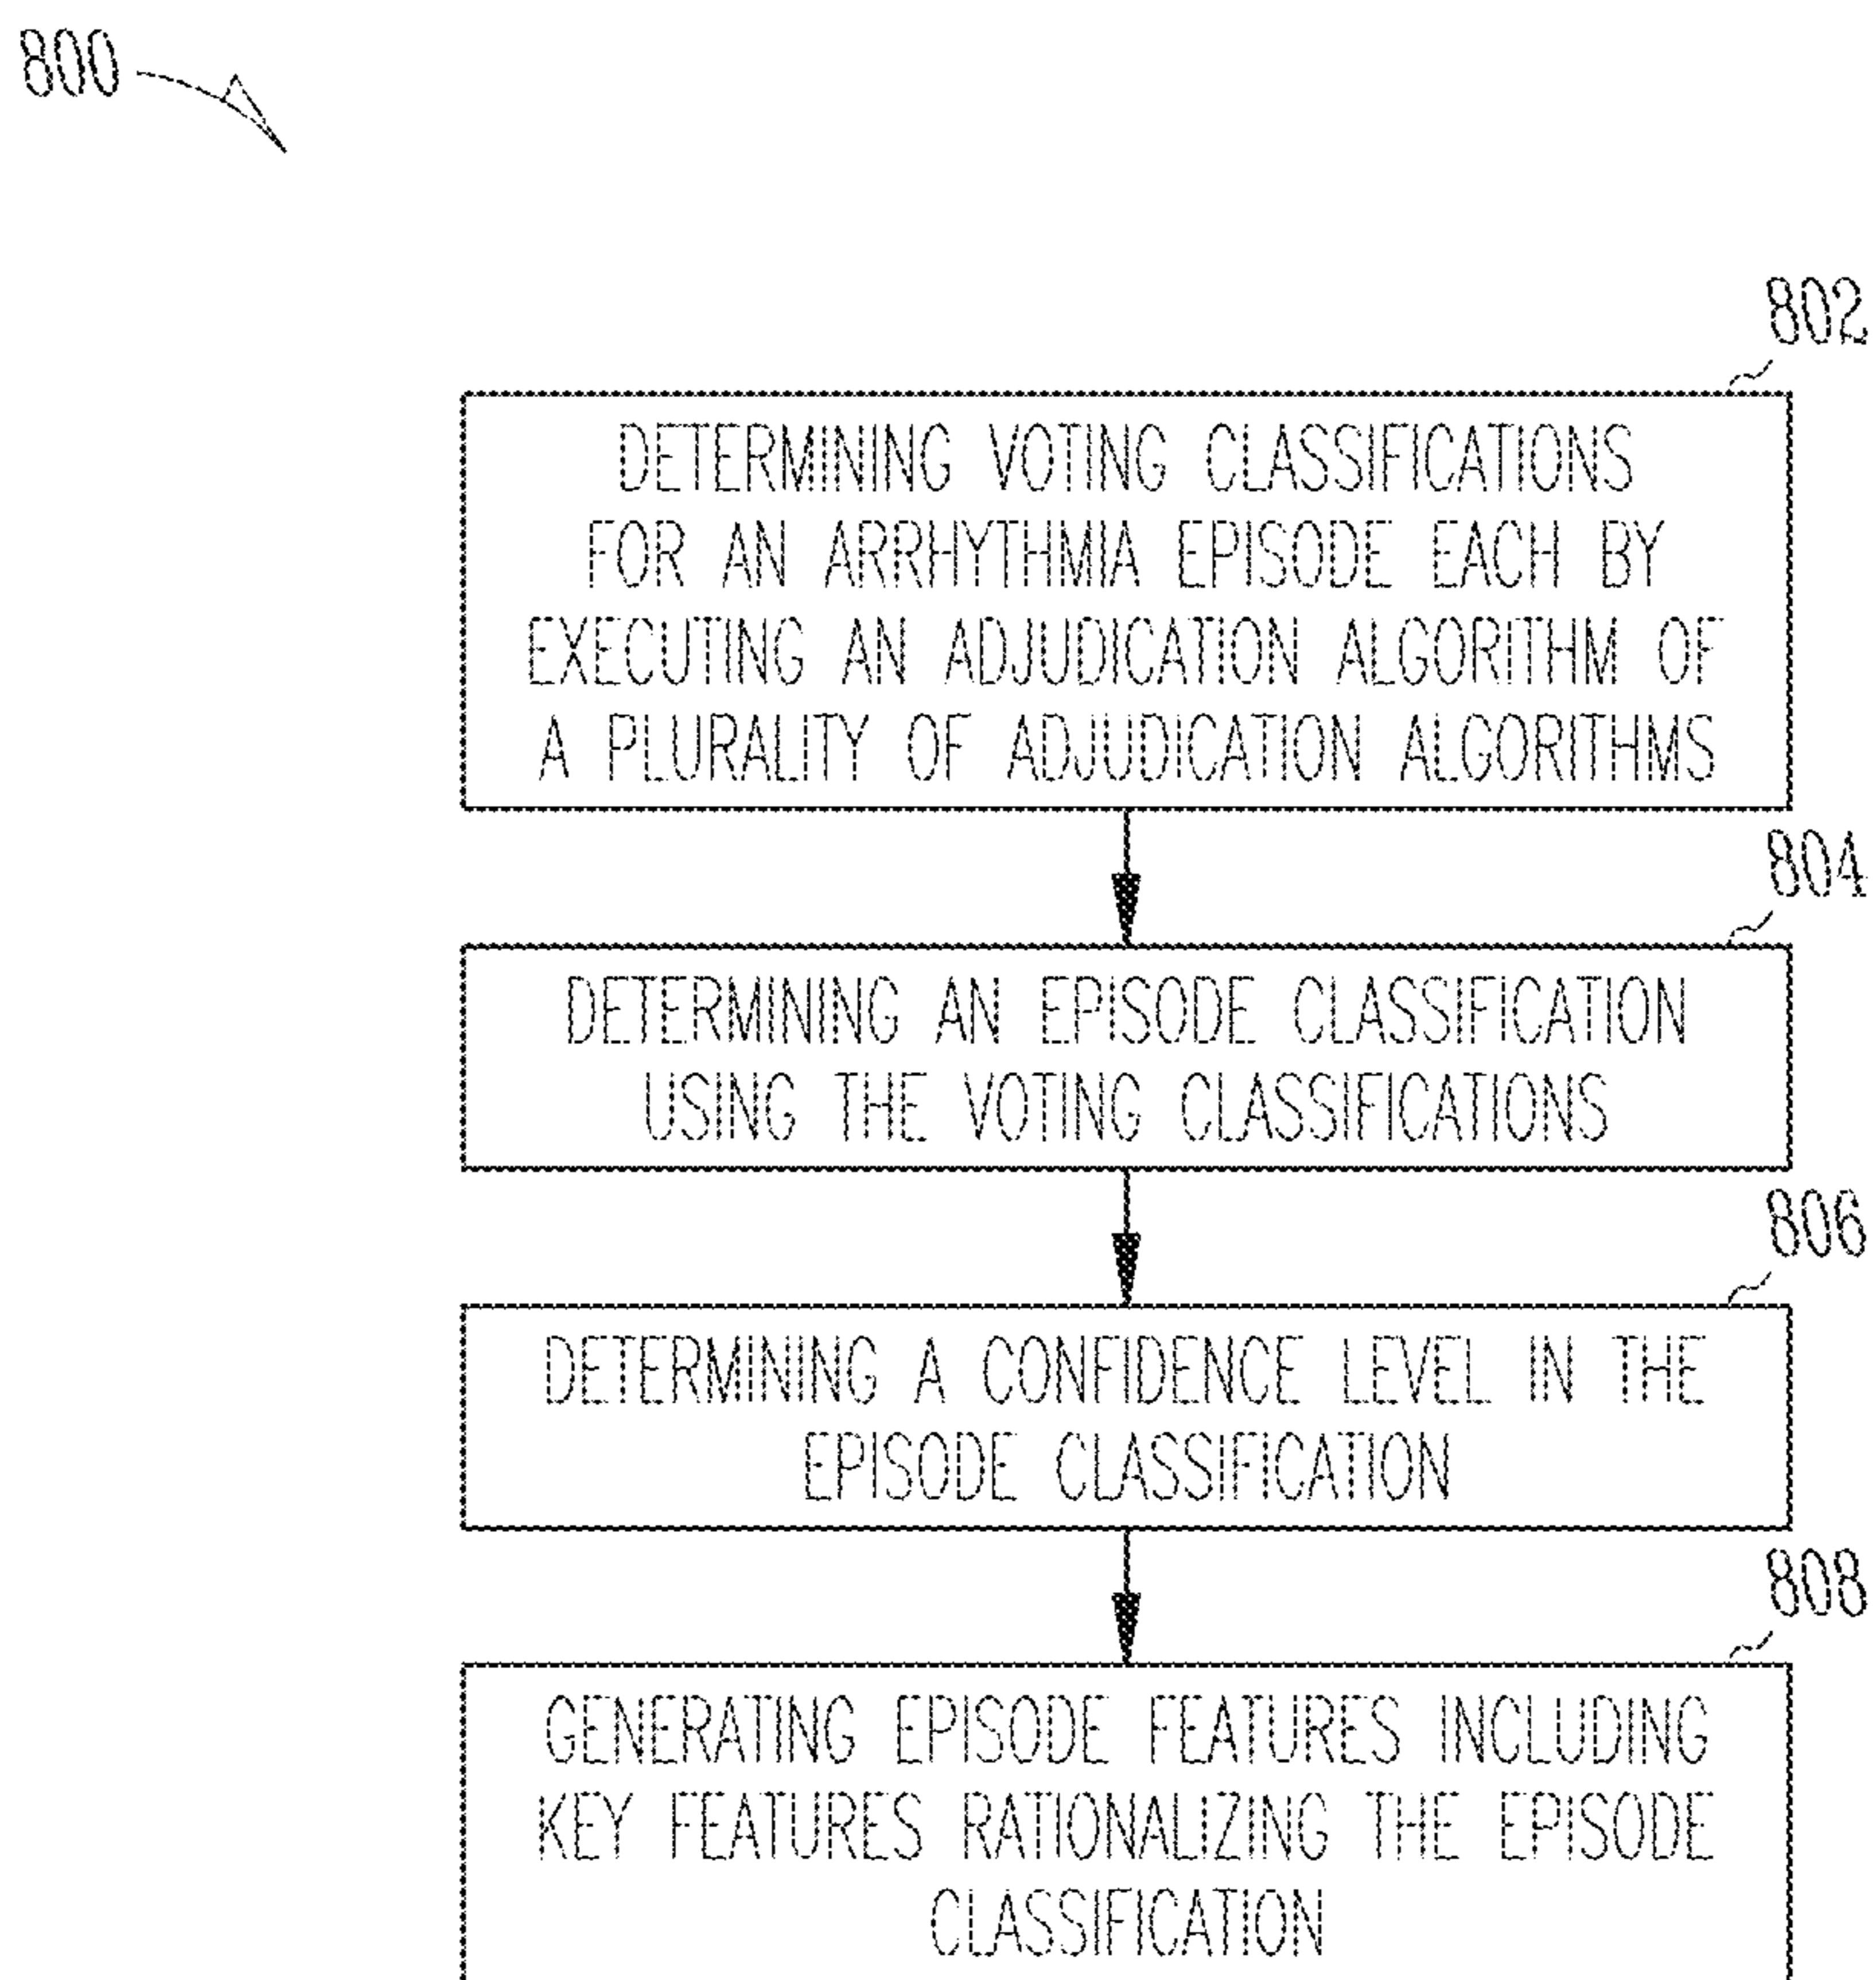 800
802
DETERMINING VOTING CLASSIFICATIONS
FOR AN ARRHYTHMIA EPISODE EACH BY
EXECUTING AN ADJUDICATION ALGORITHM OF
A PLURALITY OF ADJUDICATION ALGORITHMS
804
DETERMINING AN EPISODE CLASSIFICATION
USING THE VOTING CLASSIFICATIONS
806
DETERMINING A CONFIDENCE LEVEL IN THE
EPISODE CLASSIFICATION
808
GENERATING EPISODE FEATURES INCLUDING
KEY FEATURES RATIONALIZING THE EPISODE
CLASSIFICATION